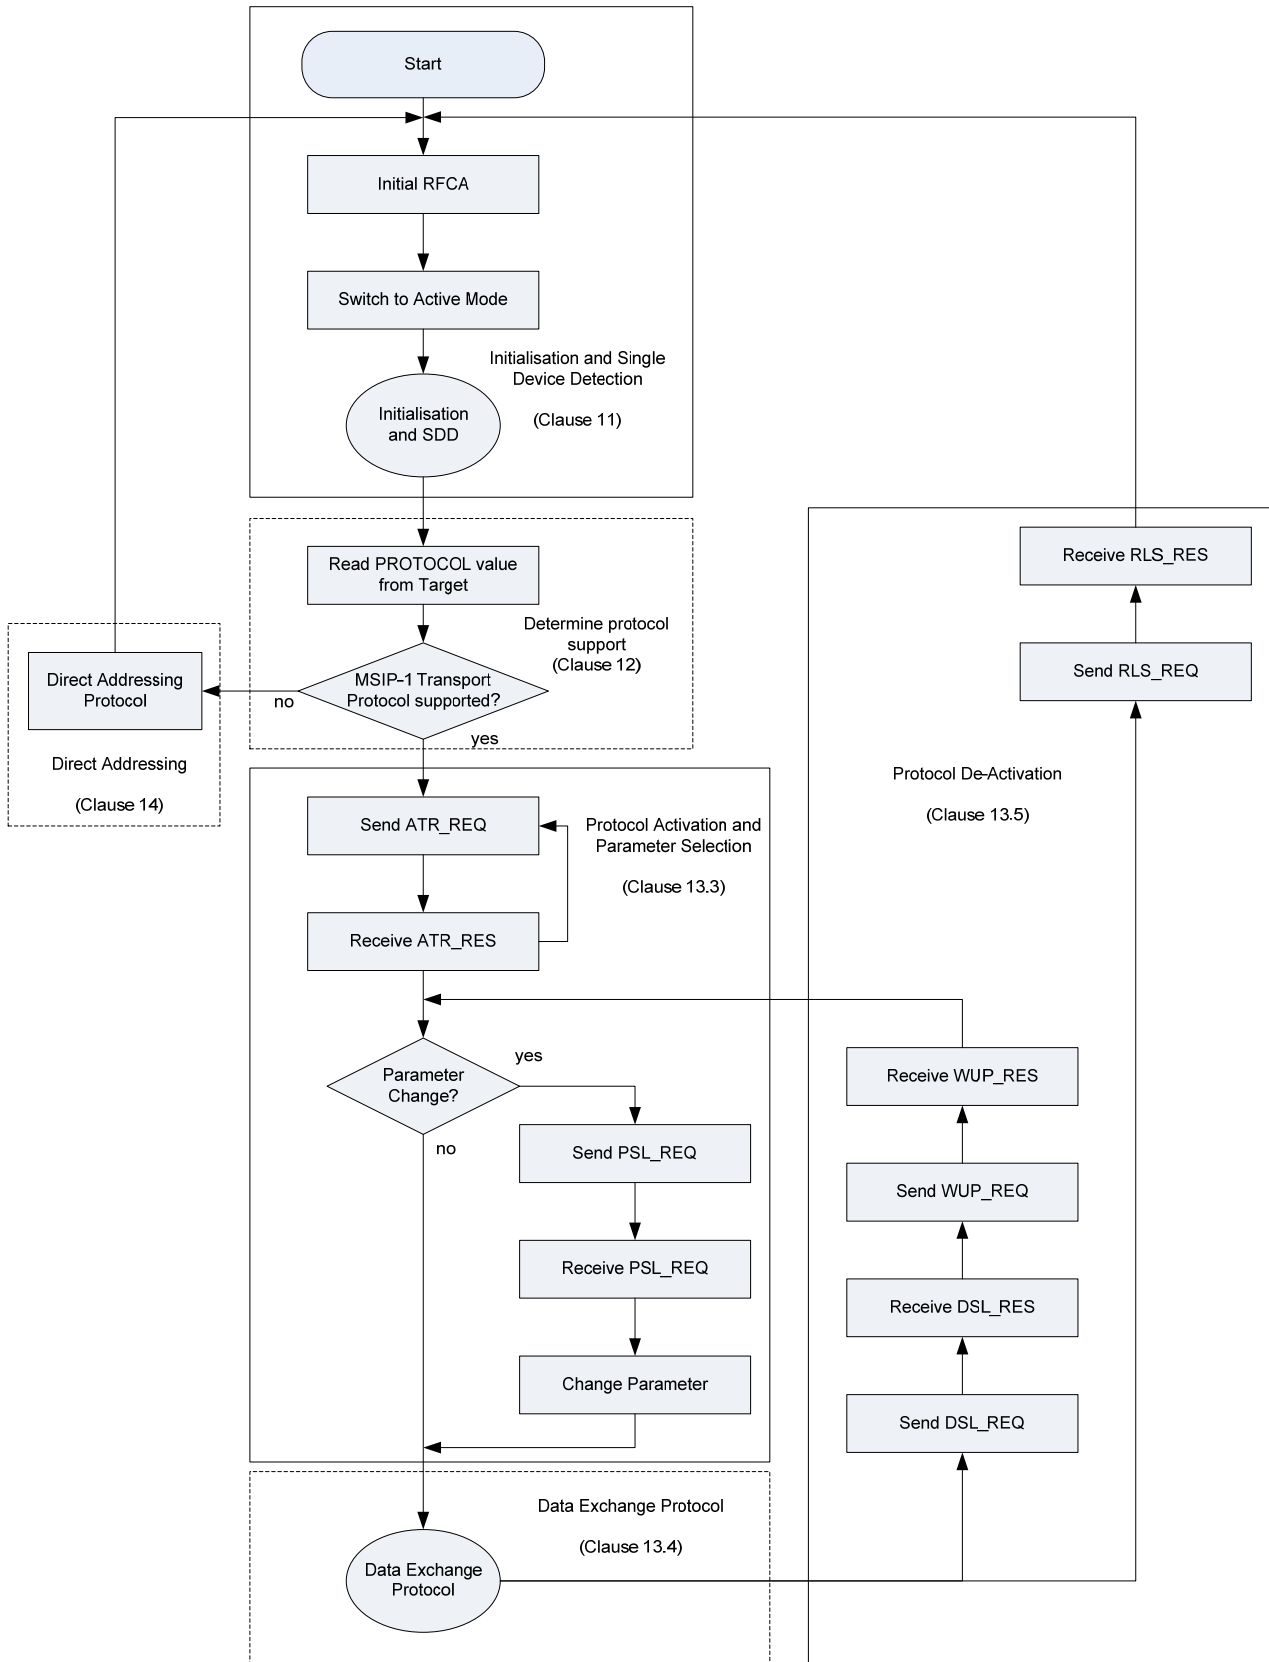 Start
Initial RFCA
Switch to Active Mode
Initialisation and Single
Device Detection
(Clause 11)
Initialisation
and SDD
Read PROTOCOL value
from Target
Determine protocol
support
(Clause 12)
MSIP-1 Transport
Protocol supported?
no
yes
Direct Addressing
Protocol
Direct Addressing
(Clause 14)
Send ATR_REQ
Protocol Activation and
Parameter Selection
(Clause 13.3)
Receive ATR_RES
Parameter
Change?
yes
no
Send PSL_REQ
Receive PSL_REQ
Change Parameter
Data Exchange Protocol
(Clause 13.4)
Data Exchange
Protocol
Receive RLS_RES
Send RLS_REQ
Protocol De-Activation
(Clause 13.5)
Receive WUP_RES
Send WUP_REQ
Receive DSL_RES
Send DSL_REQ